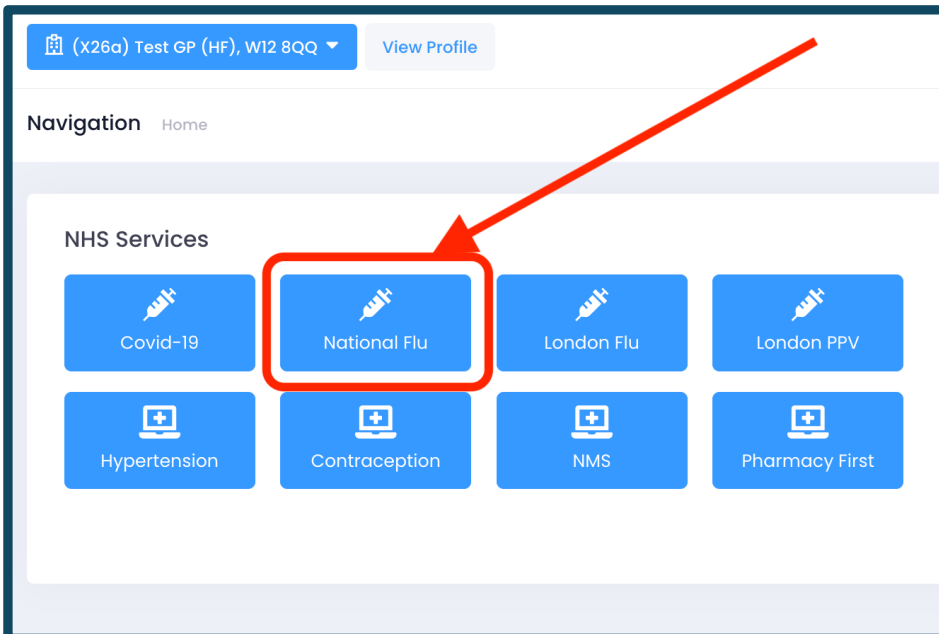 (X26a) Test GP (HF), W12 8QQ View Profile
Navigation Home
NHS Services
Covid-19 National Flu London Flu London PPV
Hypertension Contraception NMS Pharmacy First